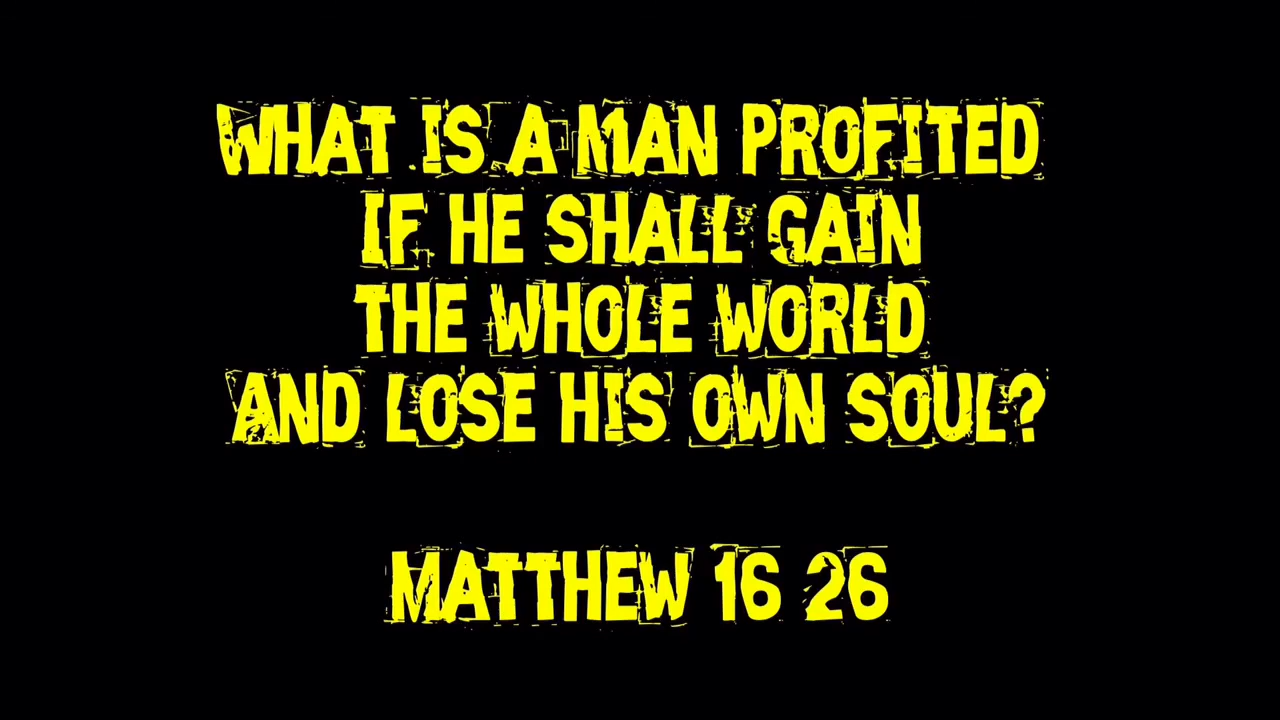 WHAT IS A MAN PROFITED
IF HE SHALL GAIN
THE WHOLE WORLD
AND LOSE HIS OWN SOUL?
MATTHEW 16 26